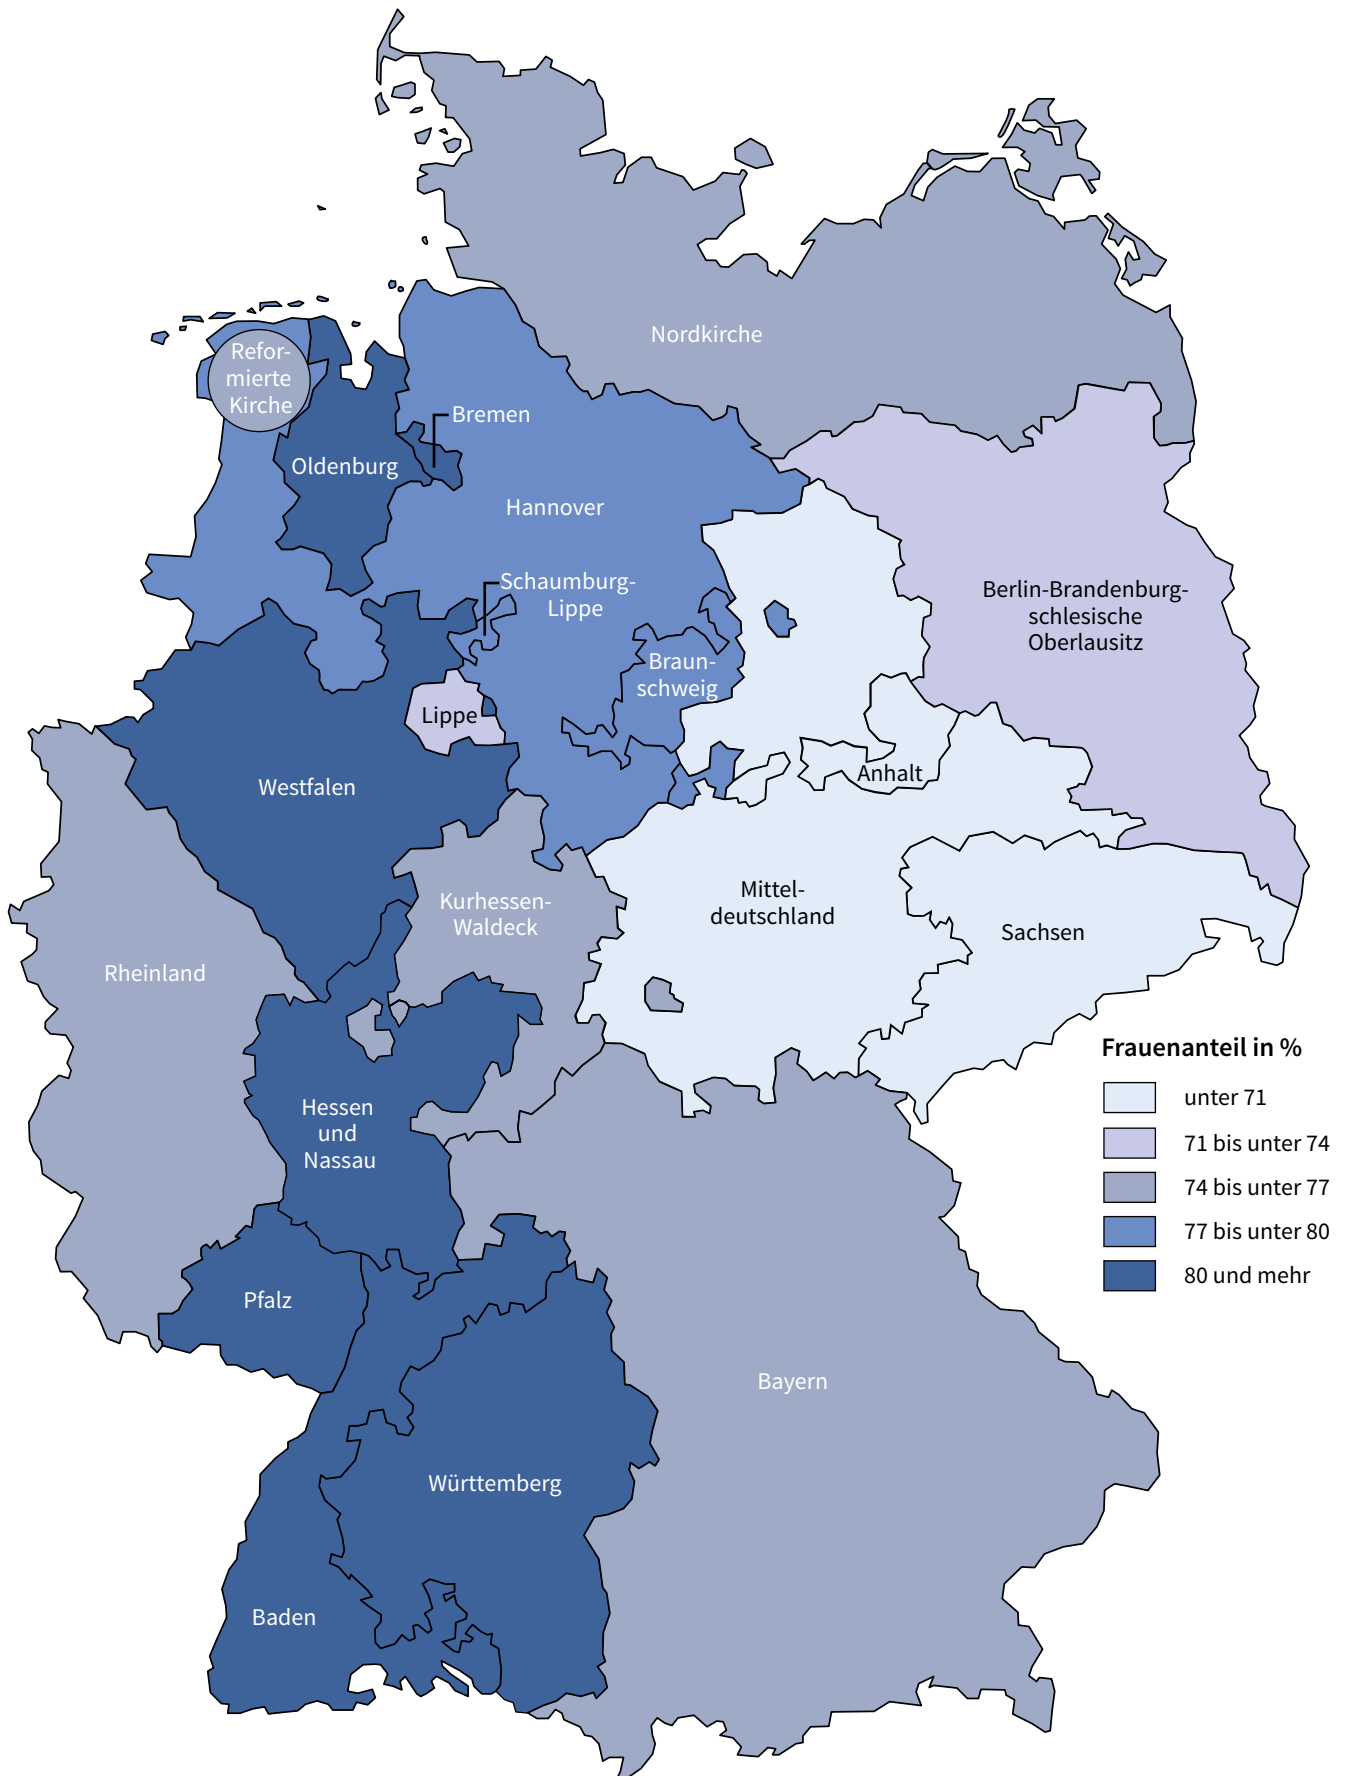 Nordkirche
Refor-
mierte
Kirche
Bremen
Oldenburg
Hannover
Schaumburg-
Lippe
Berlin-Brandenburg-
schlesische
Oberlausitz
Braun-
schweig
Lippe
Anhalt
Westfalen
Mittel-
deutschland
Kurhessen-
Waldeck
Sachsen
Rheinland
Frauenanteil in %
unter 71
71 bis unter 74
74 bis unter 77
77 bis unter 80
80 und mehr
Hessen
und
Nassau
Pfalz
Bayern
Württemberg
Baden